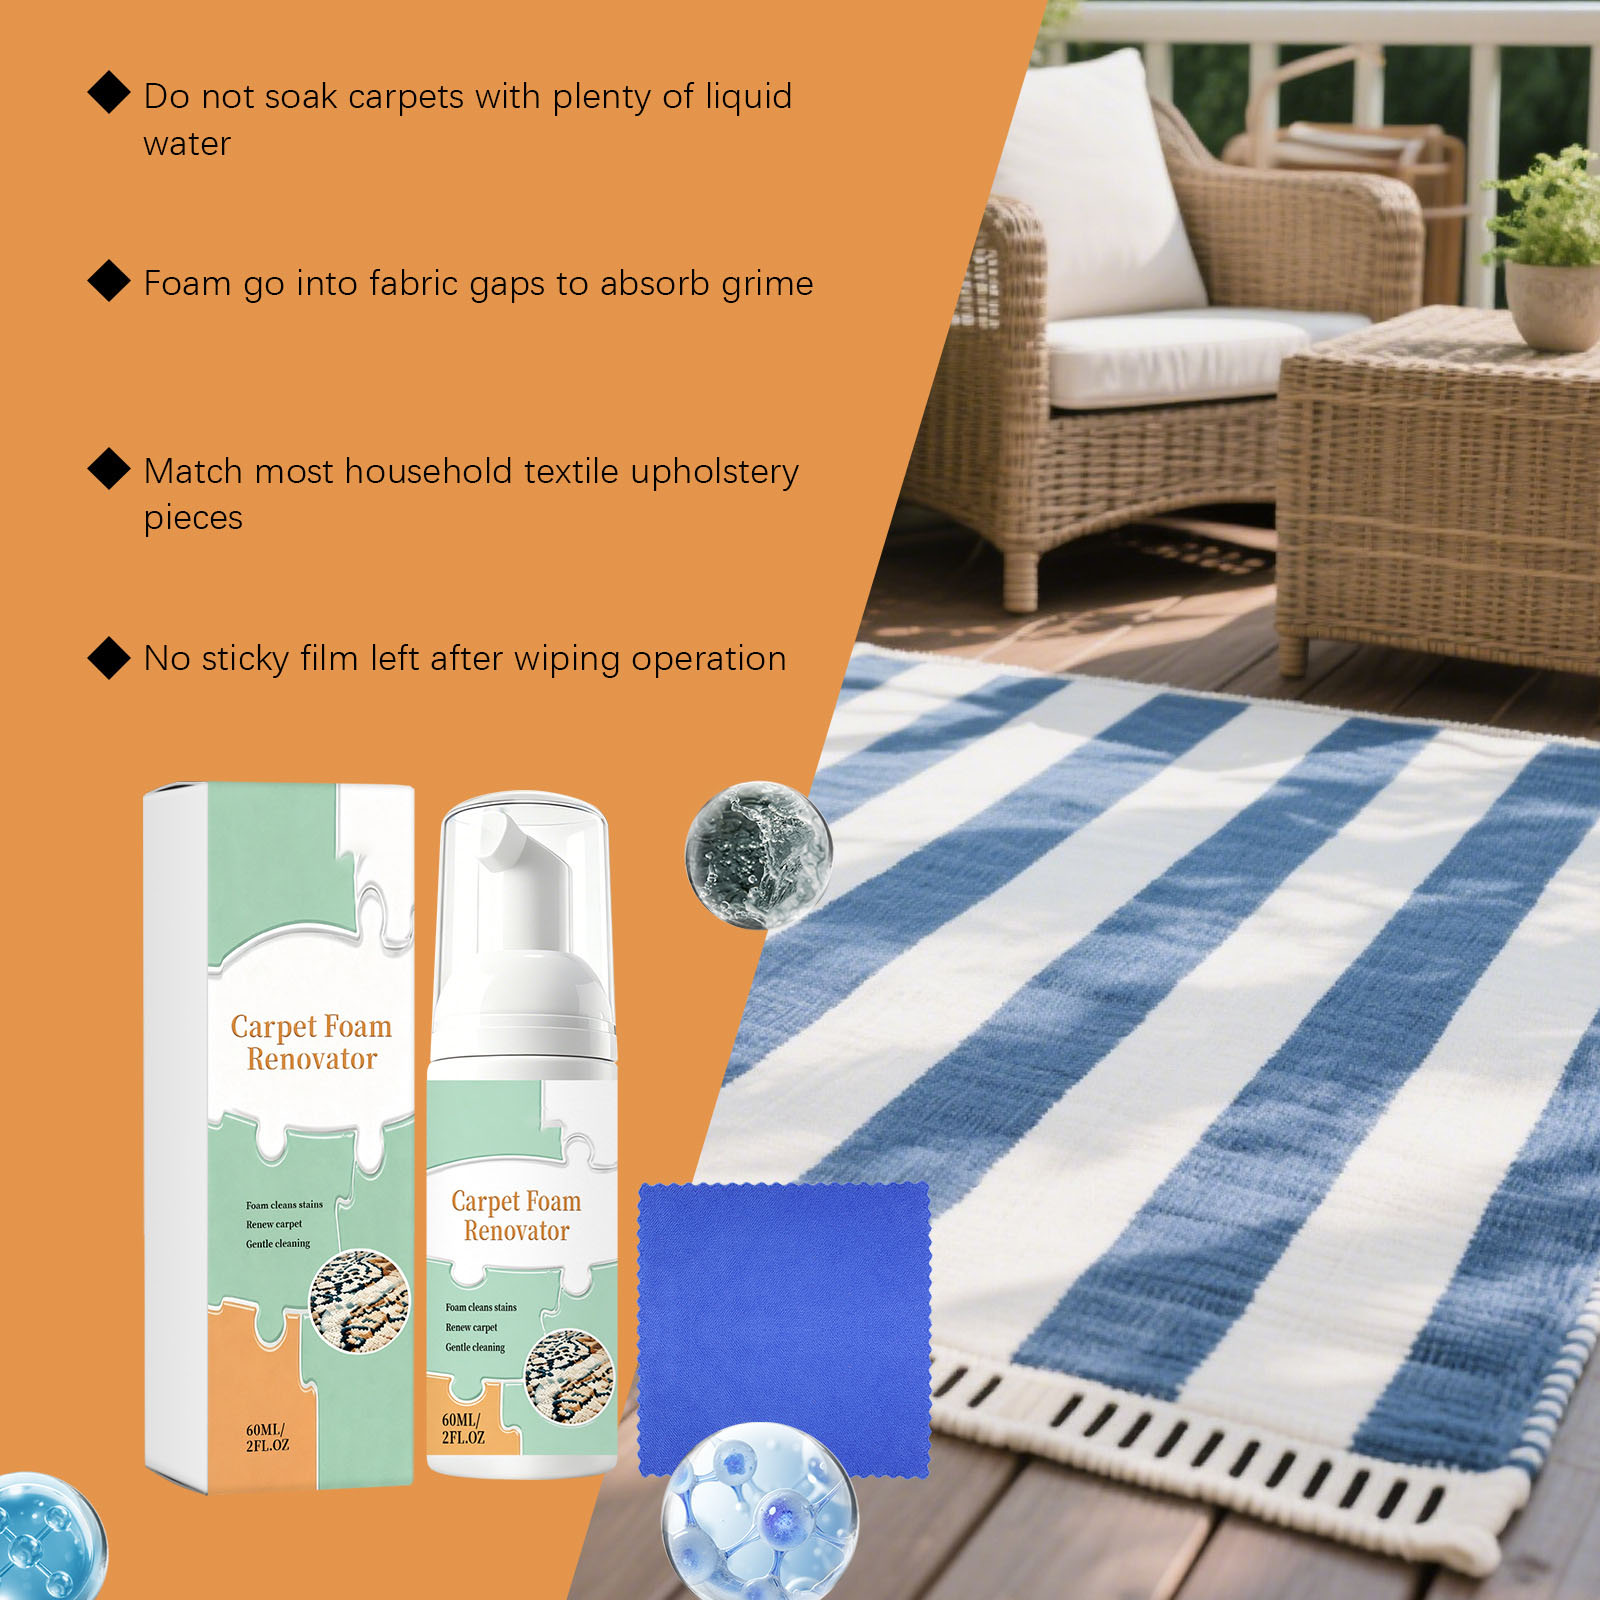 Do not soak carpets with plenty of liquid
water
Foam go into fabric gaps to absorb grime
Match most household textile upholstery
pieces
No sticky film left after wiping operation
Carpet Foam
Renovator
Foam cleans stains
Renew carpet
Gentle cleaning
60ML/
2FL.OZ
Carpet Foam
Renovator
Foam cleans stains
Renew carpet
Gentle cleaning
60ML/
2FL.OZ